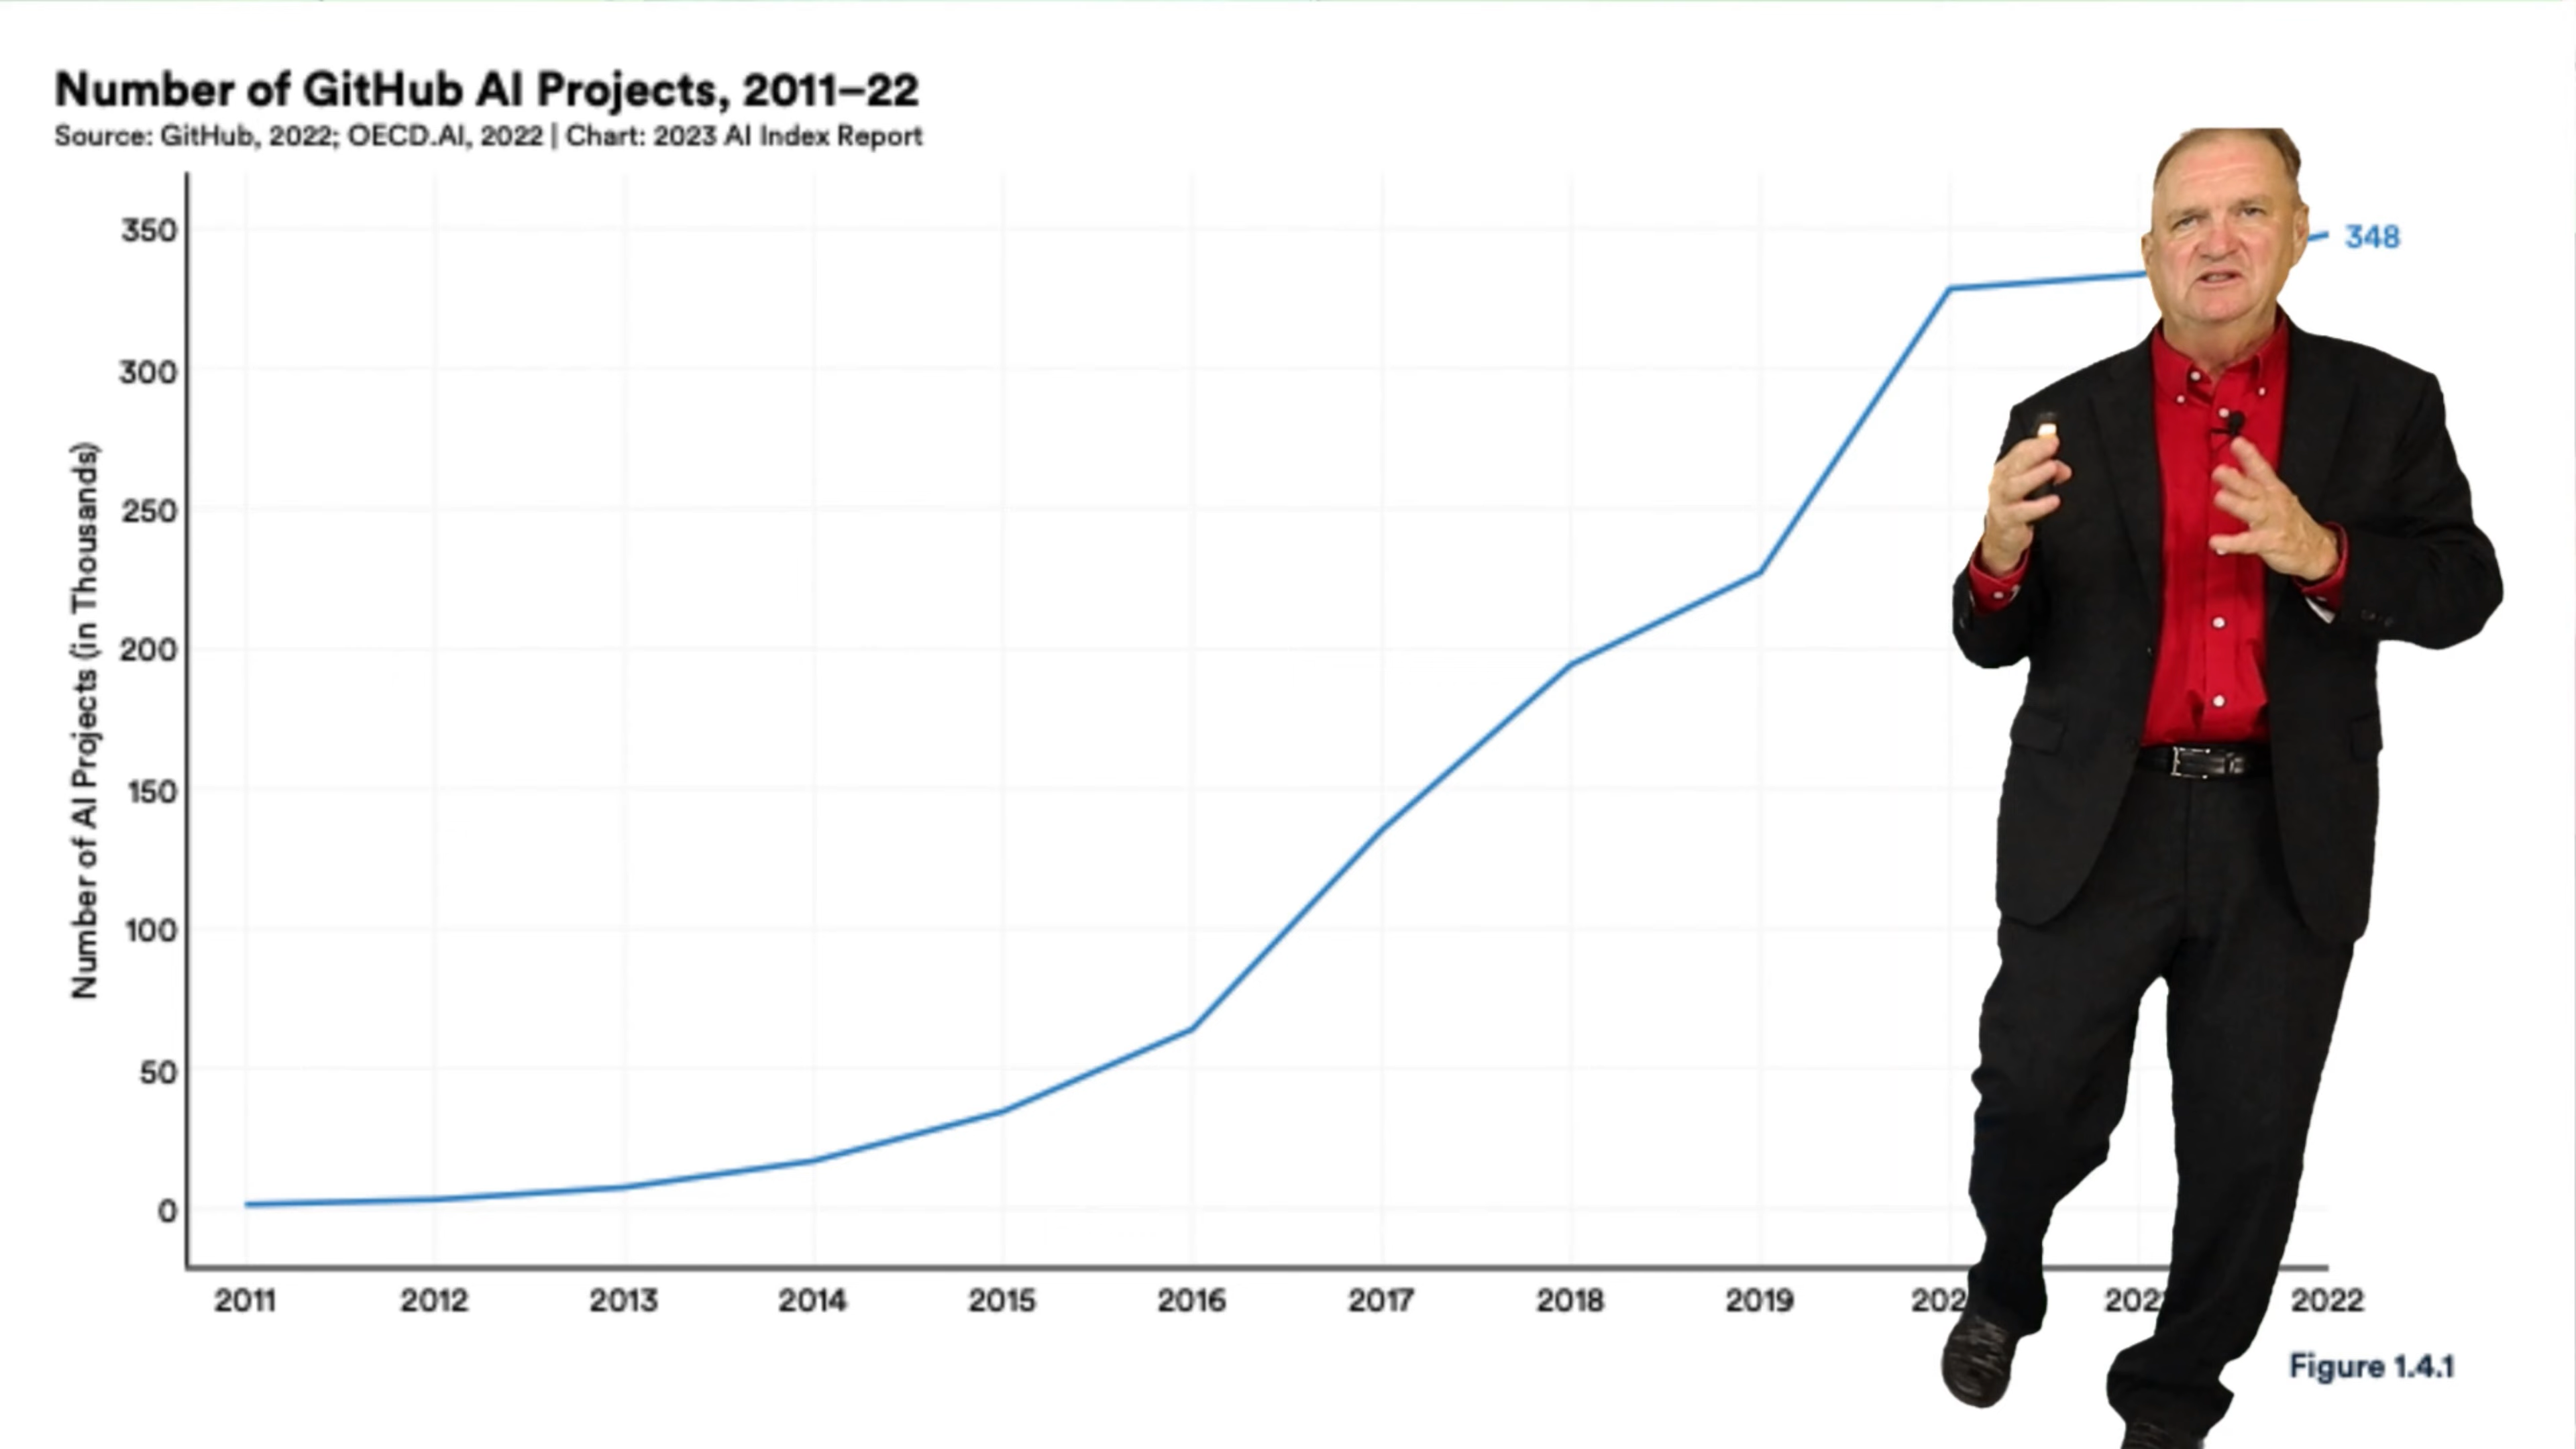 Number of GitHub AI Projects, 2011–22
Source: GitHub, 2022; OECD.AI, 2022 | Chart: 2023 AI Index Report
Number of AI Projects (in Thousands)
350
300
250
200
150
100
50
0
348
2011 2012 2013 2014 2015 2016 2017 2018 2019 2022
Figure 1.4.1